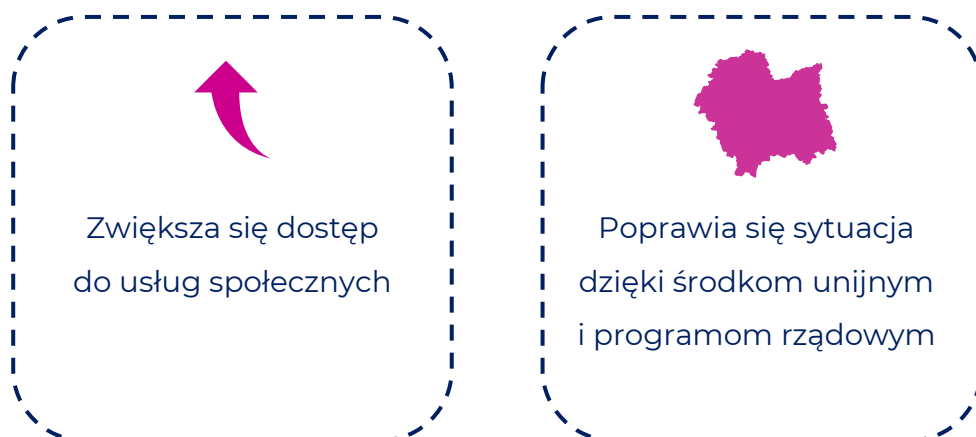 Zwiększa się dostęp
do usług społecznych
Poprawia się sytuacja
dzięki środkom unijnym
i programom rządowym